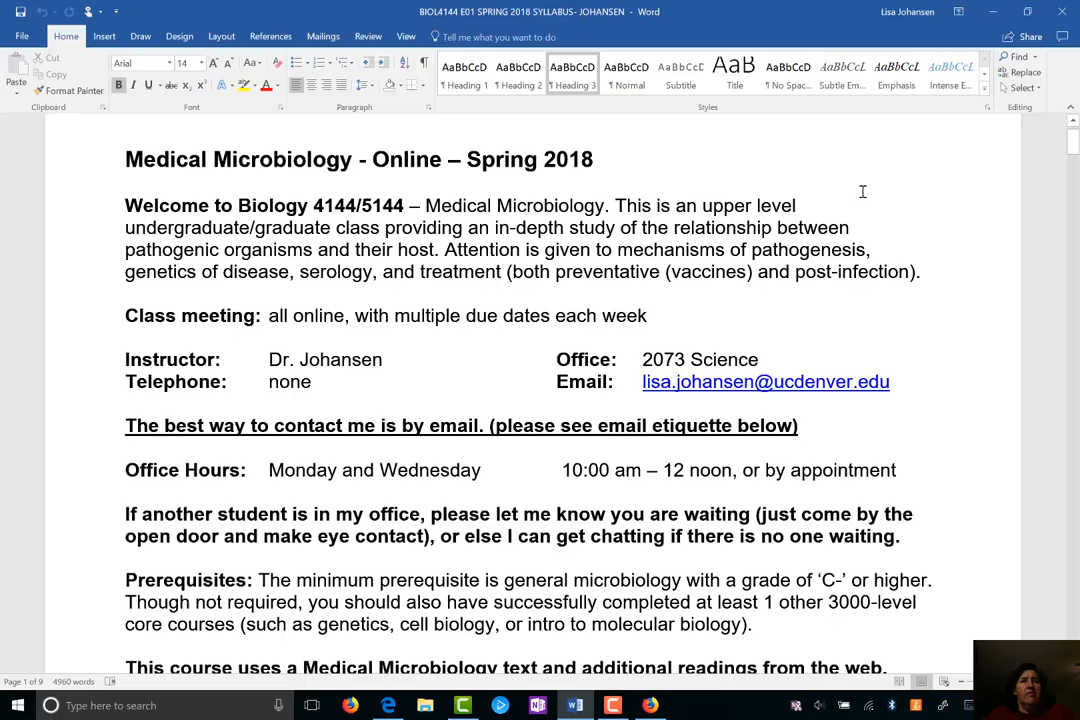 BIOL4144 E01 SPRING 2018 SYLLABUS- JOHANSEN - Word
Lisa Johansen
File Home Insert Draw Design Layout References Mailings Review View Tell me what you want to do Share
Paste Cut Copy Format Painter
Arial 14
AaBbCcD AaBbCcD AaBbCcD AaBbCcD AaBbCcD AaB AaBbCcD AaBbCcL AaBbCcL AaBbCcL
¶ Heading 1 ¶ Heading 2 ¶ Heading 3 ¶ Normal Subtitle Title ¶ No Spac... Subtle Em... Emphasis Intense E...
Find
Replace
Select
Clipboard Font Paragraph Styles Editing
Medical Microbiology - Online – Spring 2018
Welcome to Biology 4144/5144 – Medical Microbiology. This is an upper level
undergraduate/graduate class providing an in-depth study of the relationship between
pathogenic organisms and their host. Attention is given to mechanisms of pathogenesis,
genetics of disease, serology, and treatment (both preventative (vaccines) and post-infection).
Class meeting: all online, with multiple due dates each week
Instructor: Dr. Johansen Office: 2073 Science
Telephone: none Email: lisa.johansen@ucdenver.edu
The best way to contact me is by email. (please see email etiquette below)
Office Hours: Monday and Wednesday 10:00 am – 12 noon, or by appointment
If another student is in my office, please let me know you are waiting (just come by the
open door and make eye contact), or else I can get chatting if there is no one waiting.
Prerequisites: The minimum prerequisite is general microbiology with a grade of ‘C-’ or higher.
Though not required, you should also have successfully completed at least 1 other 3000-level
core courses (such as genetics, cell biology, or intro to molecular biology).
This course uses a Medical Microbiology text and additional readings from the web.
Page 1 of 9 4960 words
Type here to search